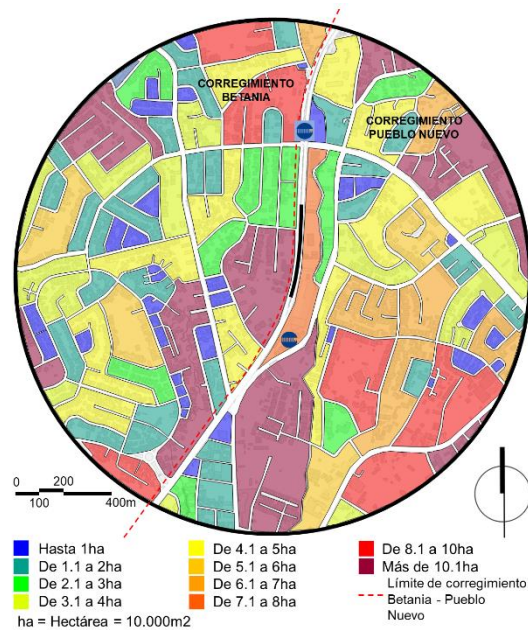 CORREGIMIENTO
BETANIA
CORREGIMIENTO
PUEBLO NUEVO
0 200
100 400m
Hasta 1ha
De 1.1 a 2ha
De 2.1 a 3ha
De 3.1 a 4ha
De 4.1 a 5ha
De 5.1 a 6ha
De 6.1 a 7ha
De 7.1 a 8ha
De 8.1 a 10ha
Más de 10.1ha
Límite de corregimiento
Betania - Pueblo
Nuevo
ha = Hectárea = 10.000m2